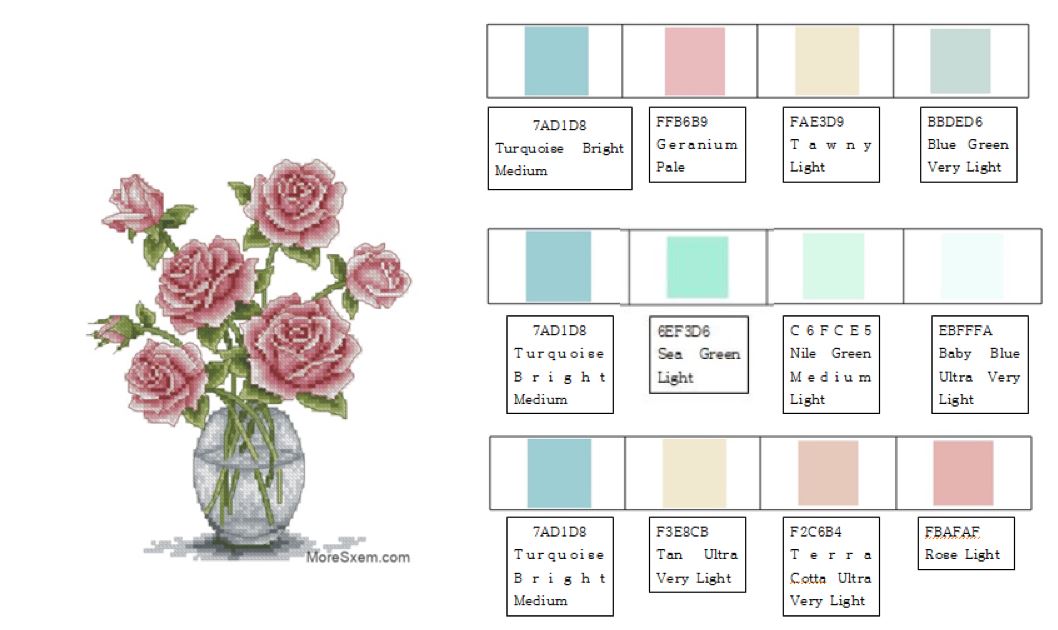 7AD1D8
Turquoise Bright
Medium
FFB6B9
Geranium
Pale
FAE3D9
Tawny
Light
BBDED6
Blue Green
Very Light
7AD1D8
Turquoise
Bright
Medium
6EF3D6
Sea Green
Light
C6FCE5
Nile Green
Medium
Light
EBFFFA
Baby Blue
Ultra Very
Light
7AD1D8
Turquoise
Bright
Medium
F3E8CB
Tan Ultra
Very Light
F2C6B4
Terra
Cotta Ultra
Very Light
FBAFAF
Rose Light
MoreSxem.com